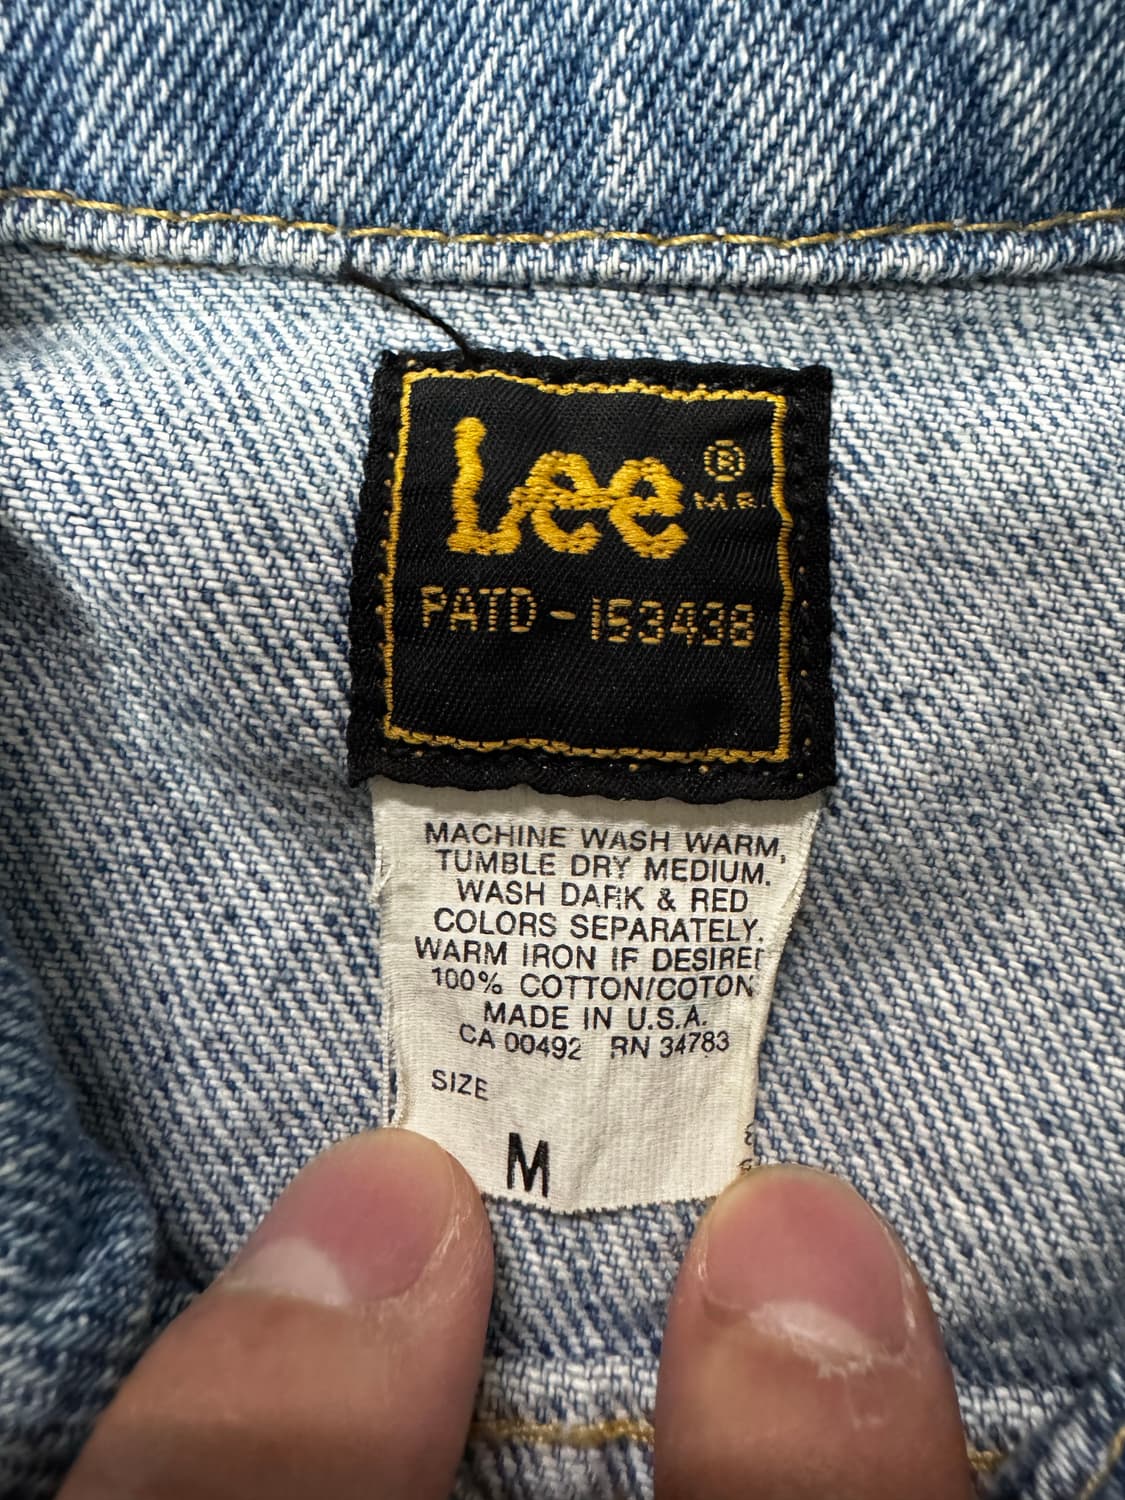 Lee ®
M.R.
PATD - 153438
MACHINE WASH WARM,
TUMBLE DRY MEDIUM.
WASH DARK & RED
COLORS SEPARATELY.
WARM IRON IF DESIRED
100% COTTON/COTON
MADE IN U.S.A.
CA 00492 RN 34783
SIZE
M